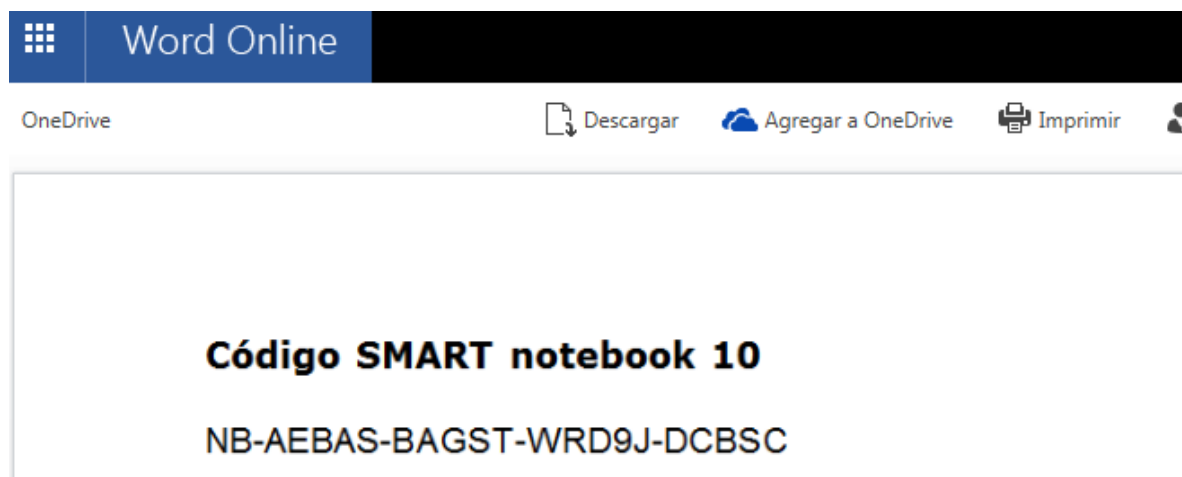 Word Online
OneDrive Descargar Agregar a OneDrive Imprimir
Código SMART notebook 10
NB-AEBAS-BAGST-WRD9J-DCBSC